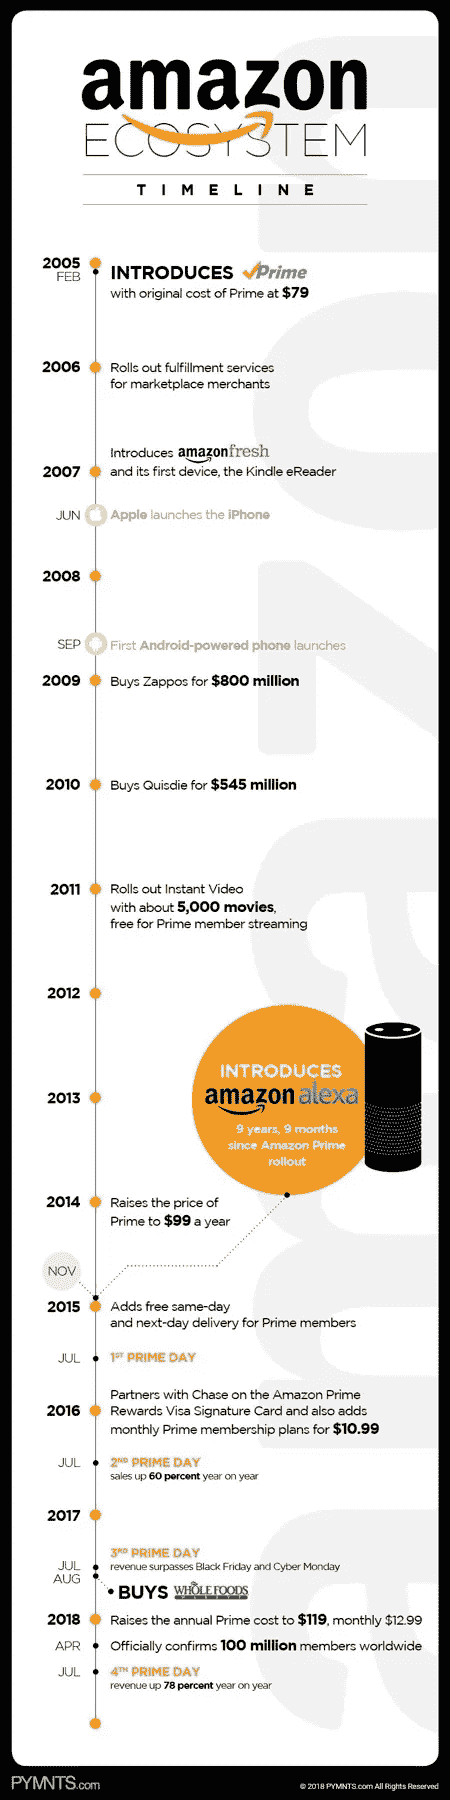 amazon
ECOSYSTEM
TIMELINE
2005
FEB
INTRODUCES Prime
with original cost of Prime at $79
2006
Rolls out fulfillment services
for marketplace merchants
2007
Introduces amazonfresh
and its first device, the Kindle eReader
JUN
Apple launches the iPhone
2008
SEP
First Android-powered phone launches
2009
Buys Zappos for $800 million
2010
Buys Quisdie for $545 million
2011
Rolls out Instant Video
with about 5,000 movies,
free for Prime member streaming
2012
2013
INTRODUCES
amazon alexa
9 years, 9 months
since Amazon Prime
rollout
2014
Raises the price of
Prime to $99 a year
NOV
2015
Adds free same-day
and next-day delivery for Prime members
JUL
1ST PRIME DAY
2016
Partners with Chase on the Amazon Prime
Rewards Visa Signature Card and also adds
monthly Prime membership plans for $10.99
JUL
2ND PRIME DAY
sales up 60 percent year on year
2017
JUL
3RD PRIME DAY
revenue surpasses Black Friday and Cyber Monday
AUG
BUYS WHOLE FOODS
MARKET
2018
Raises the annual Prime cost to $119, monthly $12.99
APR
Officially confirms 100 million members worldwide
JUL
4TH PRIME DAY
revenue up 78 percent year on year
amazon
PYMNTS.com
© 2018 PYMNTS.com All Rights Reserved